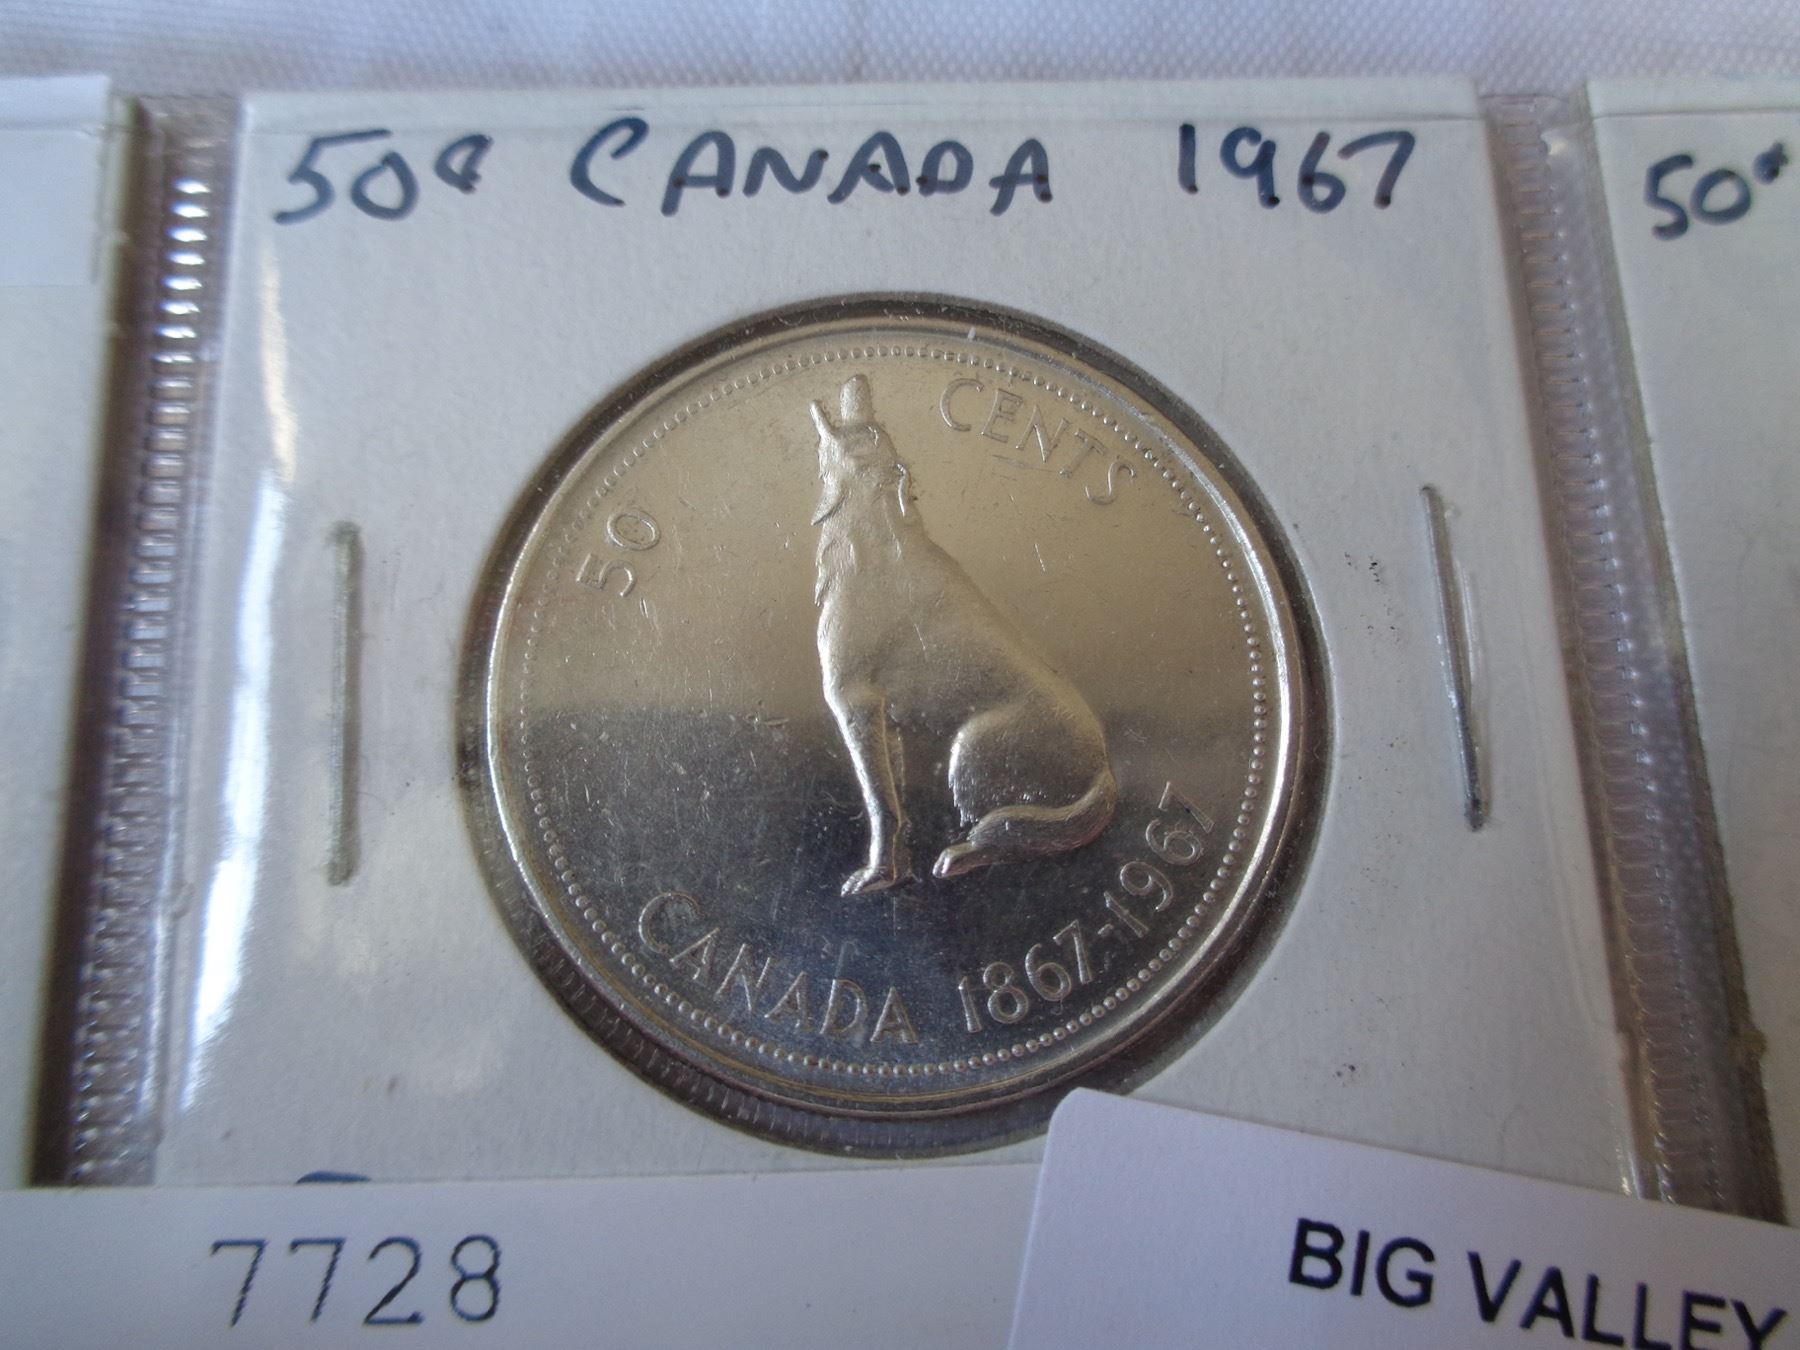 50¢ CANADA 1967
50¢
50 CENTS
CANADA 1867-1967
7728
BIG VALLEY